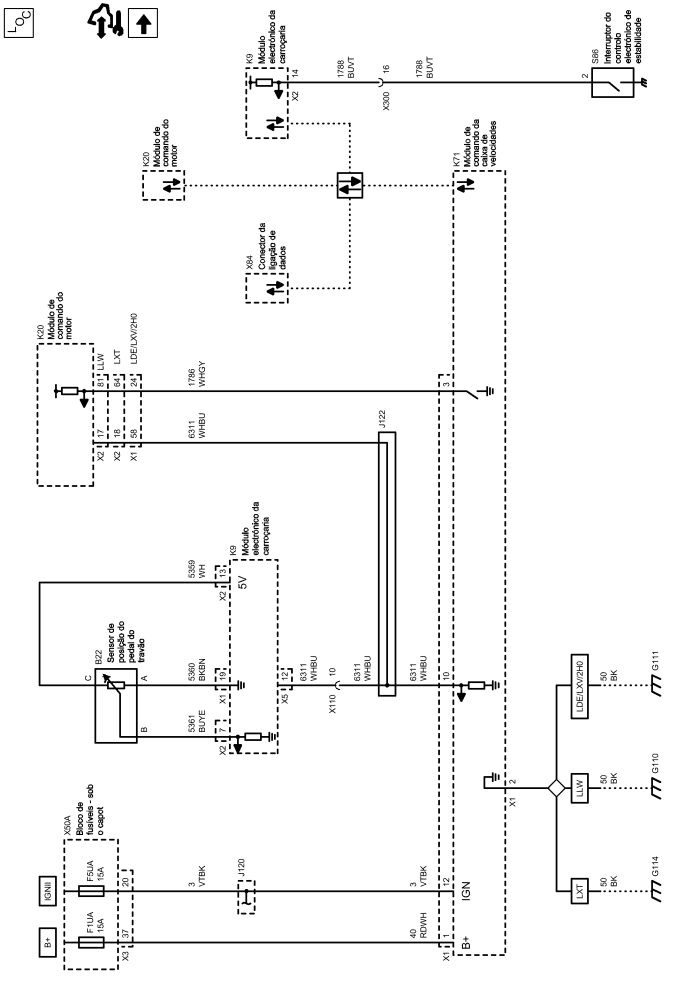 LOC
K9
Módulo
electrónico da
carroçaria
14
X2
1788
BUVT
16
X300
1788
BUVT
2
S86
Interruptor do
controlo
electrónico de
estabilidade
K20
Módulo de
comando do
motor
K71
Módulo de
comando da
caixa de
velocidades
X84
Conector da
ligação de
dados
K20
Módulo de
comando do
motor
81
LLW
64
LXT
24
LDE/LXV/2H0
X2
17
X2
18
X1
58
1786
WHGY
6311
WHBU
3
J122
B22
Sensor de
posição do
pedal do
travão
C
A
B
5359
WH
X2
13
5V
K9
Módulo
electrónico da
carroçaria
5360
BKBN
X1
19
5361
BUYE
X2
7
X5
12
6311
WHBU
X110
10
6311
WHBU
6311
WHBU
10
X50A
Bloco de
fusíveis - sob
o capot
IGNII
B+
F5UA
15A
F1UA
15A
20
X3
37
3
VTBK
J120
3
VTBK
12
IGN
40
RDWH
X1
1
B+
X1
2
LDE/LXV/2H0
50
BK
G111
LLW
50
BK
G110
LXT
50
BK
G114